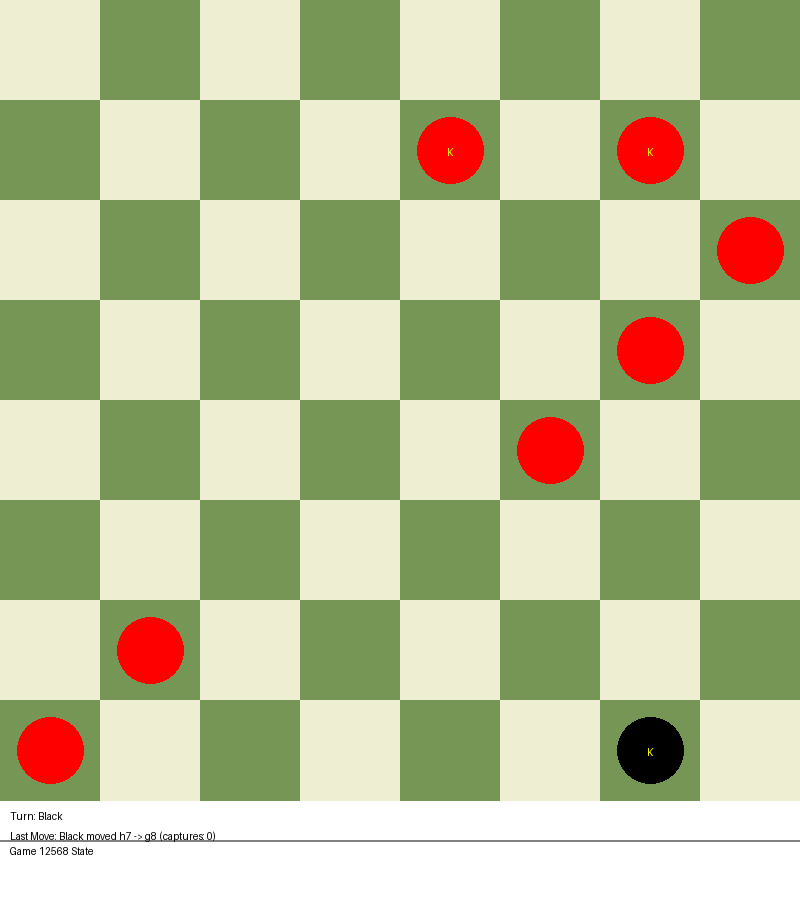 K K
K
Turn: Black
Last Move: Black moved h7 -> g8 (captures: 0)
Game 12568 State